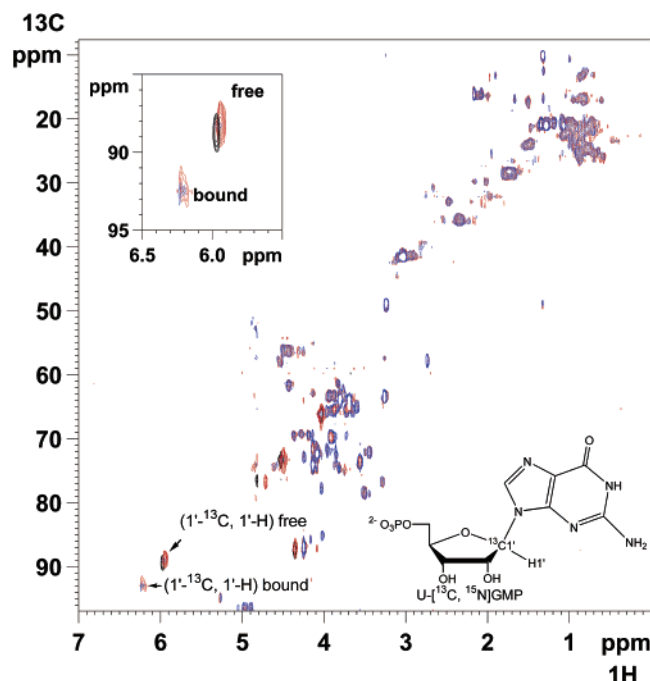 13C
ppm
10
20
30
40
50
60
70
80
90
7
6
5
4
3
2
1
ppm
1H
ppm
90
95
6.5
6.0
ppm
free
bound
(1'-¹³C, 1'-H) free
(1'-¹³C, 1'-H) bound
O
N
NH
N
N
NH₂
2- O₃PO
O
¹³C1'
H1'
OH OH
U-[¹³C, ¹⁵N]GMP